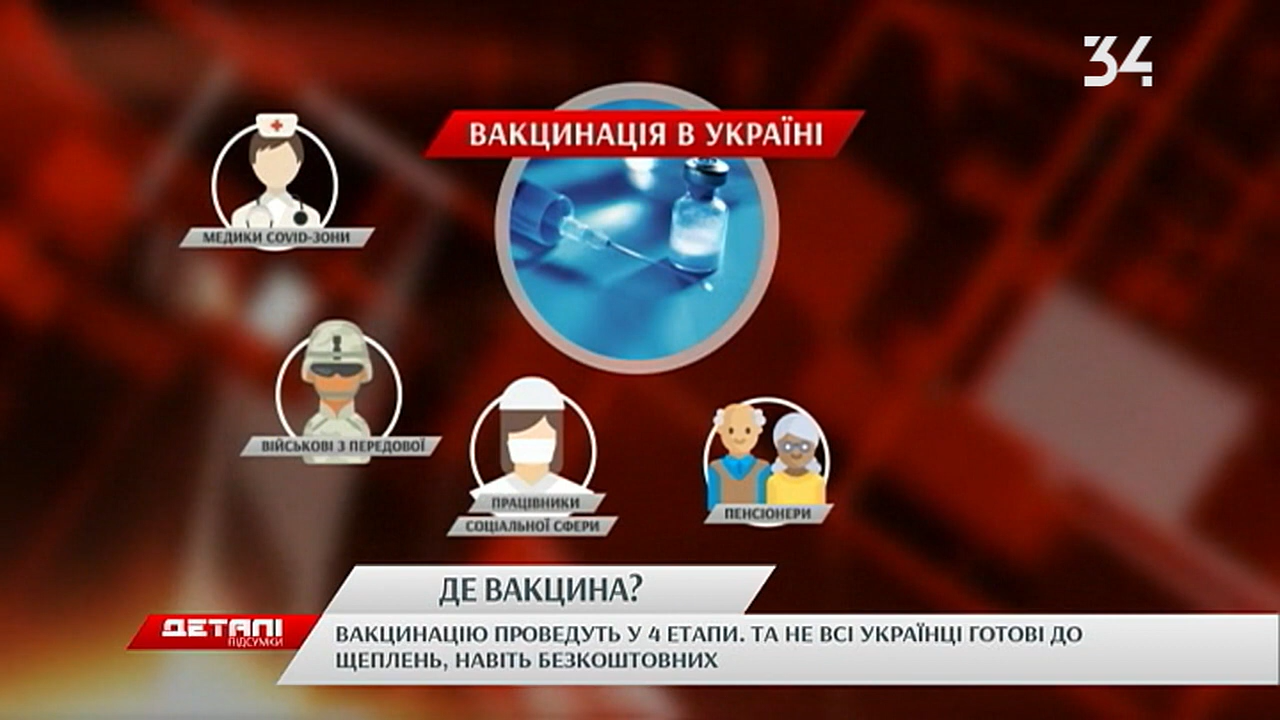 34
ВАКЦИНАЦІЯ В УКРАЇНІ
МЕДИКИ COVID-ЗОНИ
ВІЙСЬКОВІ З ПЕРЕДОВОЇ
ПРАЦІВНИКИ
СОЦІАЛЬНОЇ СФЕРИ
ПЕНСІОНЕРИ
ДЕ ВАКЦИНА?
ДЕТАЛІ
ПІДСУМКИ
ВАКЦИНАЦІЮ ПРОВЕДУТЬ У 4 ЕТАПИ. ТА НЕ ВСІ УКРАЇНЦІ ГОТОВІ ДО
ЩЕПЛЕНЬ, НАВІТЬ БЕЗКОШТОВНИХ